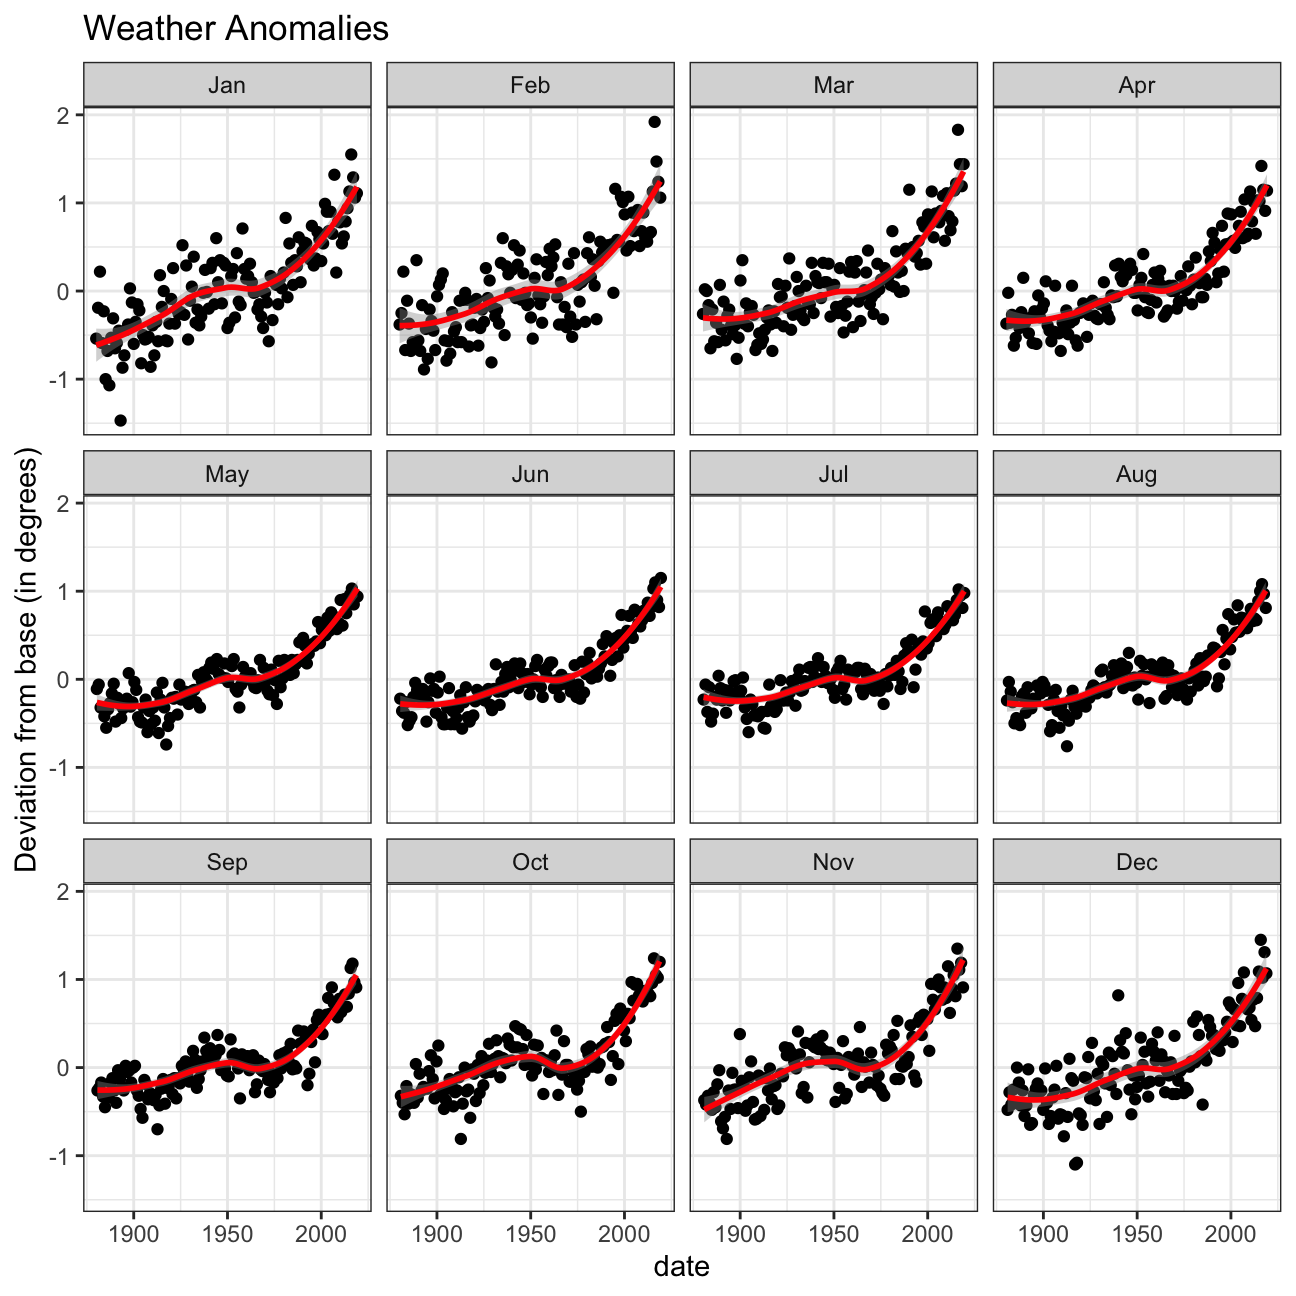 Weather Anomalies
Jan Feb Mar Apr
2
1
0
-1
May Jun Jul Aug
2
1
0
-1
Deviation from base (in degrees)
Sep Oct Nov Dec
2
1
0
-1
1900 1950 2000 1900 1950 2000 1900 1950 2000 1900 1950 2000
date